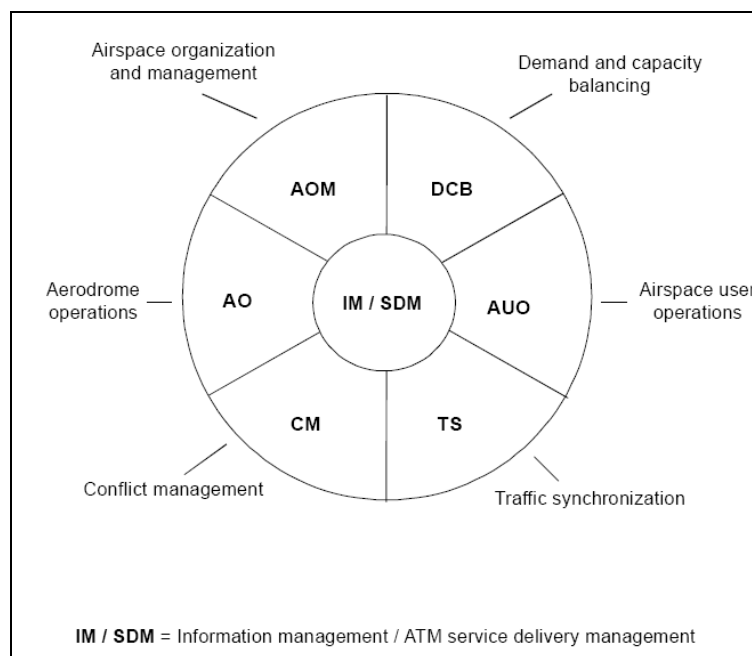 Airspace organization
and management
Demand and capacity
balancing
AOM
DCB
Aerodrome
operations
AO
IM / SDM
AUO
Airspace user
operations
CM
TS
Conflict management
Traffic synchronization
IM / SDM = Information management / ATM service delivery management